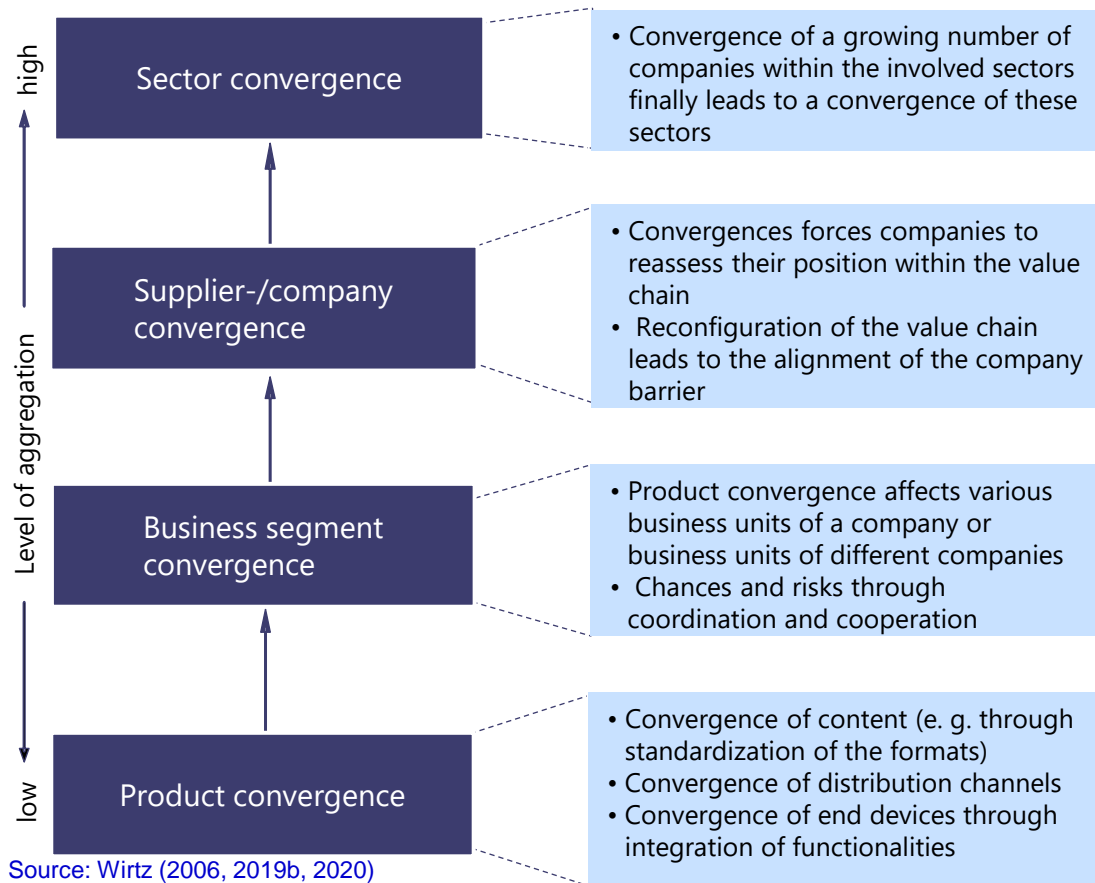 high
Level of aggregation
low
Sector convergence
• Convergence of a growing number of
companies within the involved sectors
finally leads to a convergence of these
sectors
Supplier-/company
convergence
• Convergences forces companies to
reassess their position within the value
chain
• Reconfiguration of the value chain
leads to the alignment of the company
barrier
Business segment
convergence
• Product convergence affects various
business units of a company or
business units of different companies
• Chances and risks through
coordination and cooperation
Product convergence
• Convergence of content (e. g. through
standardization of the formats)
• Convergence of distribution channels
• Convergence of end devices through
integration of functionalities
Source: Wirtz (2006, 2019b, 2020)